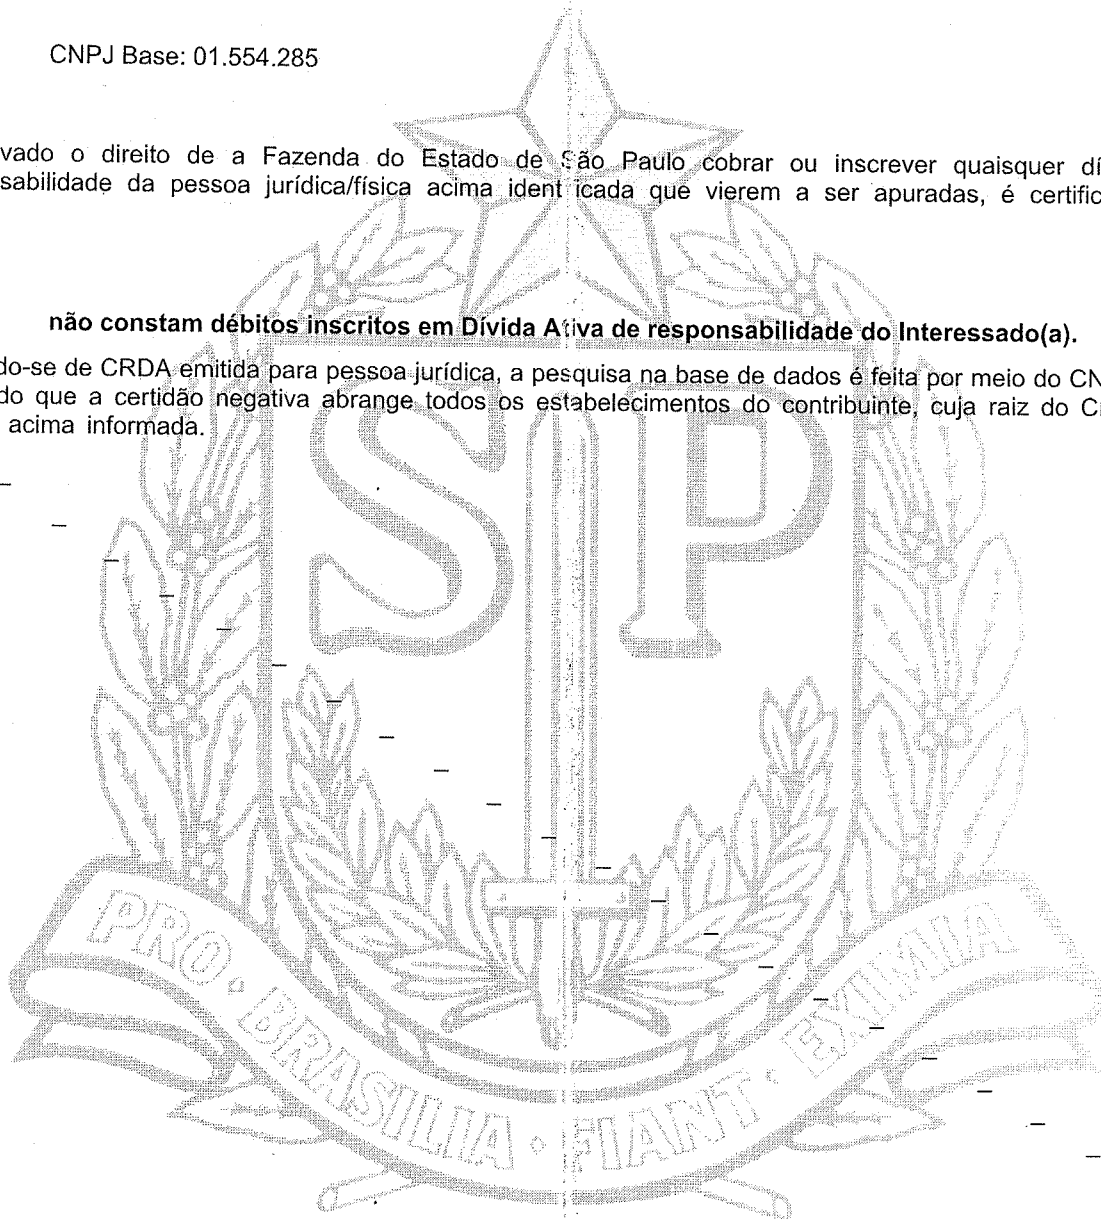 CNPJ Base: 01.554.285
vado o direito de a Fazenda do Estado de São Paulo cobrar ou inscrever quaisquer dí
sabilidade da pessoa jurídica/física acima identificada que vierem a ser apuradas, é certific
não constam débitos inscritos em Dívida Ativa de responsabilidade do Interessado(a).
do-se de CRDA emitida para pessoa jurídica, a pesquisa na base de dados é feita por meio do CN
do que a certidão negativa abrange todos os estabelecimentos do contribuinte, cuja raiz do C
acima informada.
SP
PRO · BRASILIA · FIANT · EXIMIA